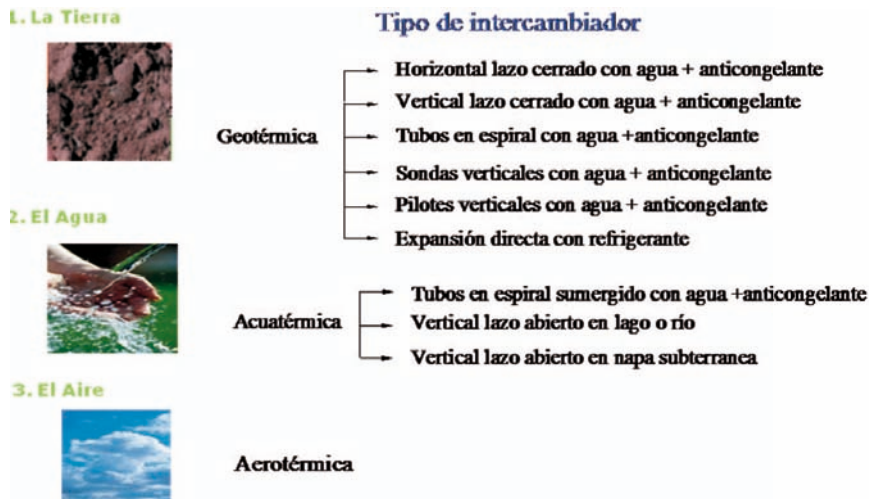 1. La Tierra
Tipo de intercambiador
Horizontal lazo cerrado con agua + anticongelante
Vertical lazo cerrado con agua + anticongelante
Geotérmica
Tubos en espiral con agua +anticongelante
Sondas verticales con agua + anticongelante
Pilotes verticales con agua + anticongelante
Expansión directa con refrigerante
2. El Agua
Tubos en espiral sumergido con agua +anticongelante
Acuatérmica
Vertical lazo abierto en lago o río
Vertical lazo abierto en napa subterranea
3. El Aire
Aerotérmica